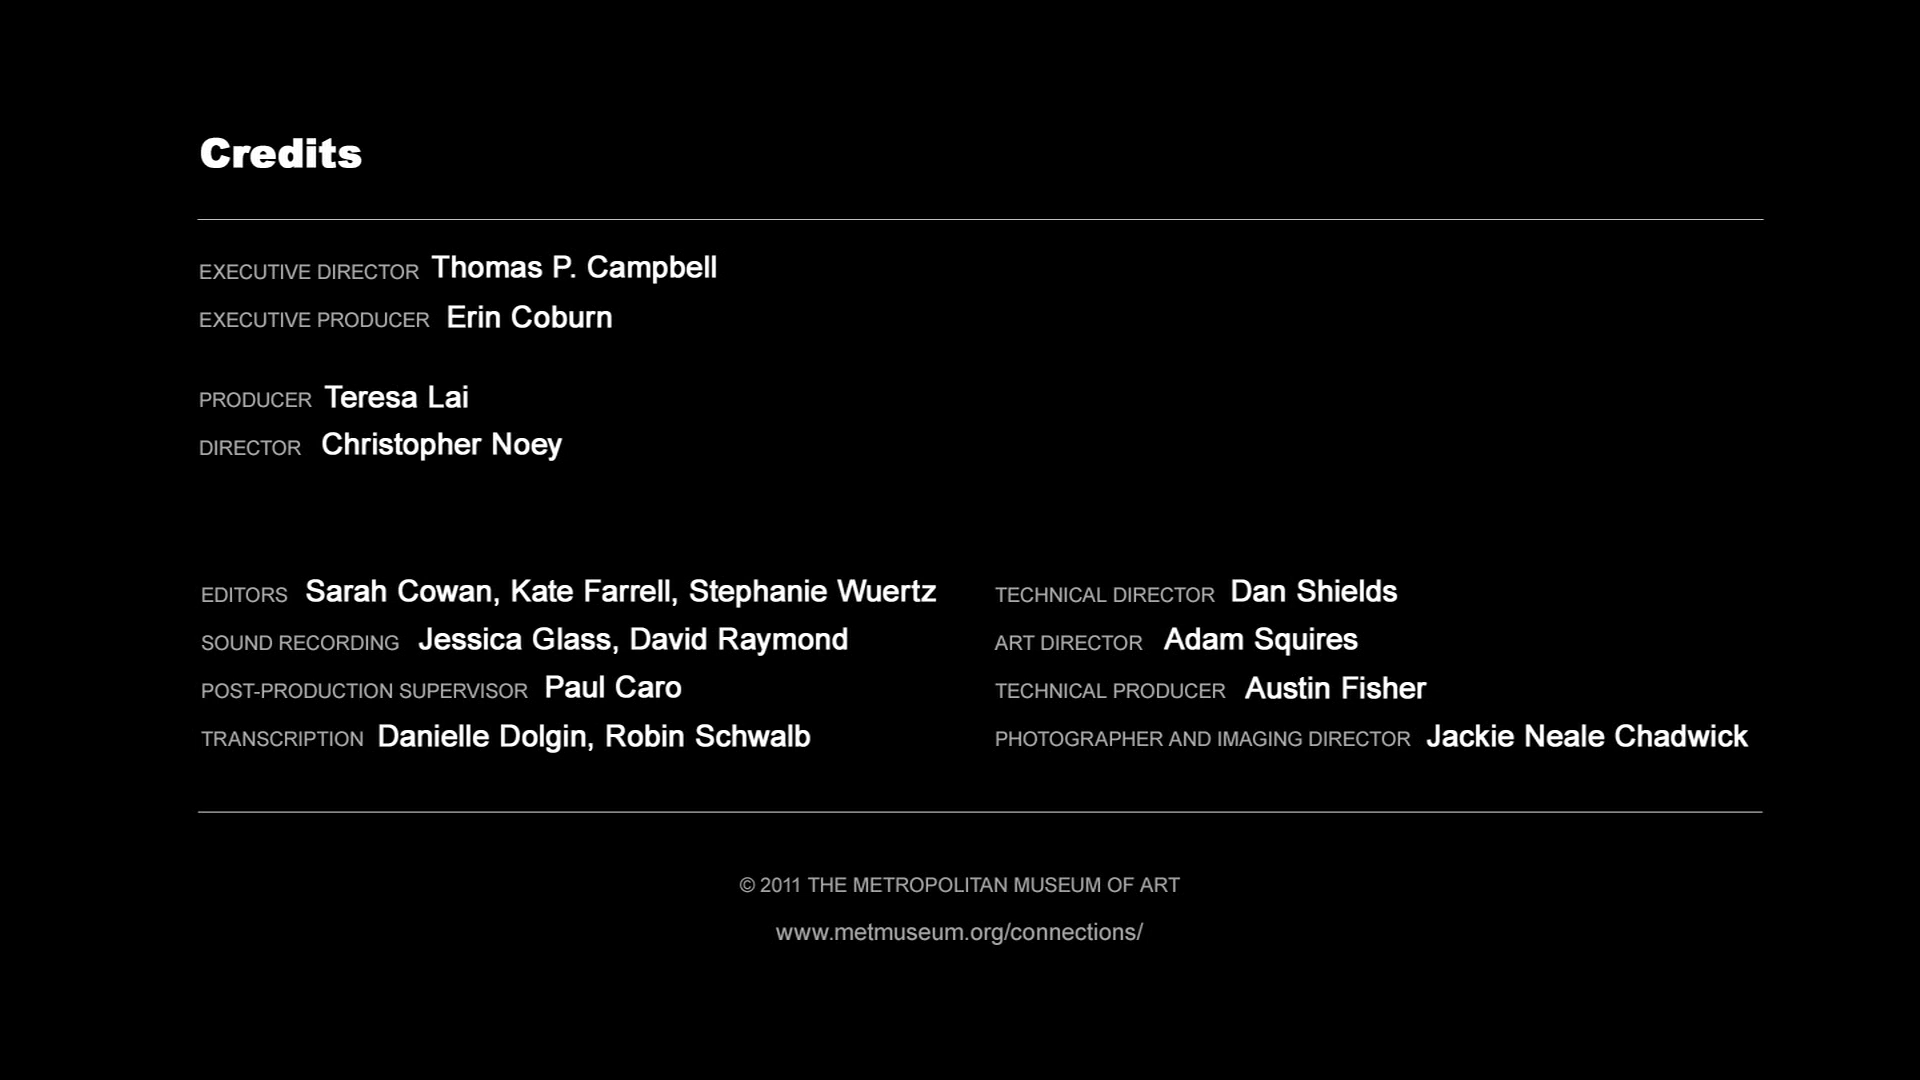 Credits
EXECUTIVE DIRECTOR Thomas P. Campbell
EXECUTIVE PRODUCER Erin Coburn
PRODUCER Teresa Lai
DIRECTOR Christopher Noey
EDITORS Sarah Cowan, Kate Farrell, Stephanie Wuertz
SOUND RECORDING Jessica Glass, David Raymond
POST-PRODUCTION SUPERVISOR Paul Caro
TRANSCRIPTION Danielle Dolgin, Robin Schwalb
TECHNICAL DIRECTOR Dan Shields
ART DIRECTOR Adam Squires
TECHNICAL PRODUCER Austin Fisher
PHOTOGRAPHER AND IMAGING DIRECTOR Jackie Neale Chadwick
© 2011 THE METROPOLITAN MUSEUM OF ART
www.metmuseum.org/connections/